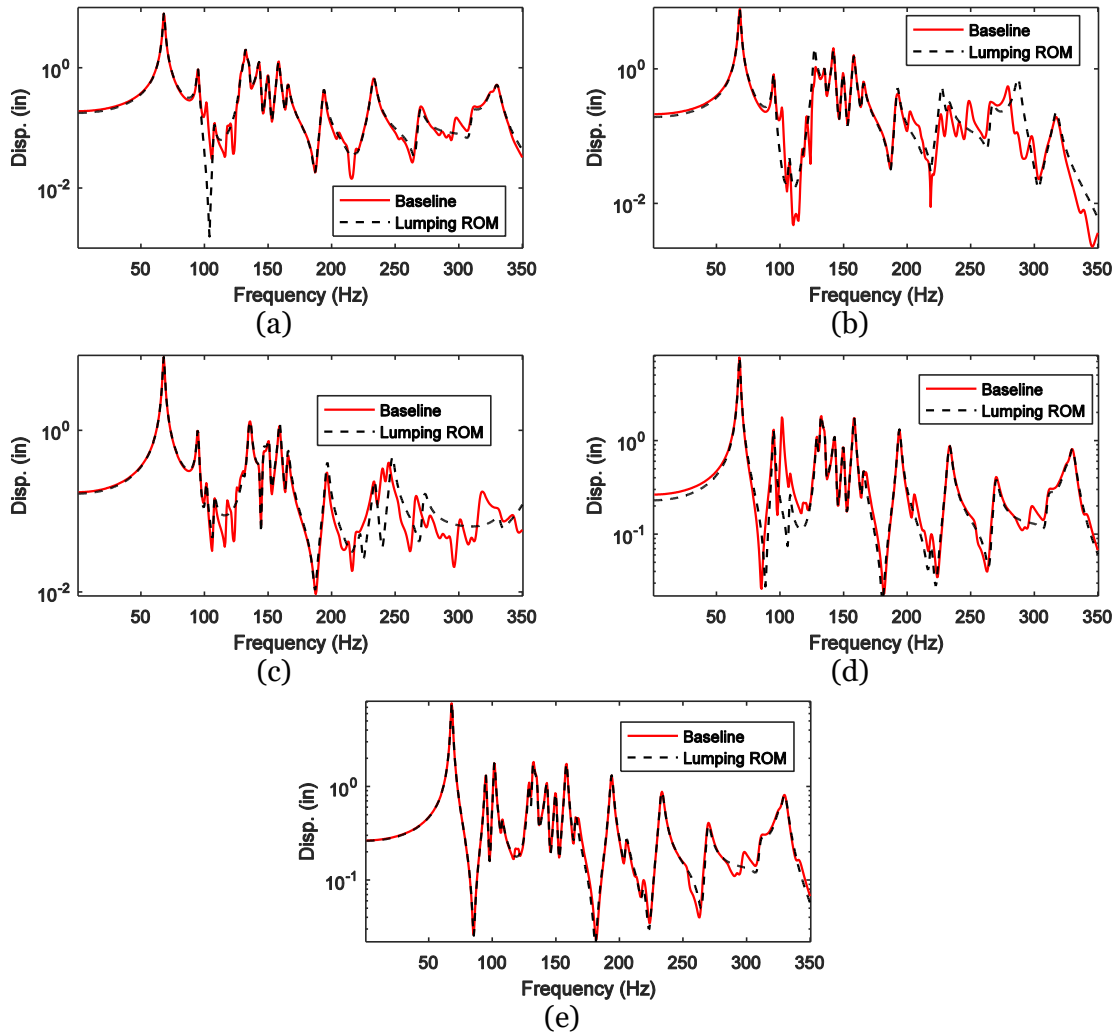 Disp. (in)
10^0
10^-2
Baseline
Lumping ROM
50 100 150 200 250 300 350
Frequency (Hz)
(a)
Disp. (in)
10^0
10^-2
Baseline
Lumping ROM
50 100 150 200 250 300 350
Frequency (Hz)
(b)
Disp. (in)
10^0
10^-2
Baseline
Lumping ROM
50 100 150 200 250 300 350
Frequency (Hz)
(c)
Disp. (in)
10^0
10^-1
Baseline
Lumping ROM
50 100 150 200 250 300 350
Frequency (Hz)
(d)
Disp. (in)
10^0
10^-1
Baseline
Lumping ROM
50 100 150 200 250 300 350
Frequency (Hz)
(e)